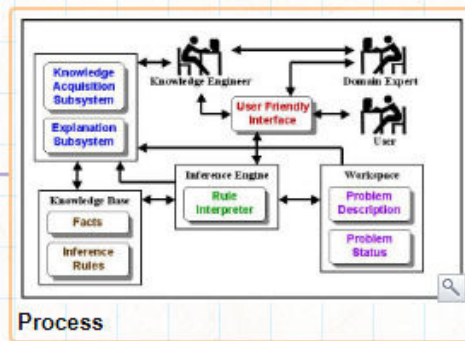 Knowledge
Acquisition
Subsystem
Explanation
Subsystem
Knowledge Engineer
Domain Expert
User Friendly
Interface
User
Inference Engine
Rule
Interpreter
Workspace
Problem
Description
Problem
Status
Knowledge Base
Facts
Inference
Rules
Process